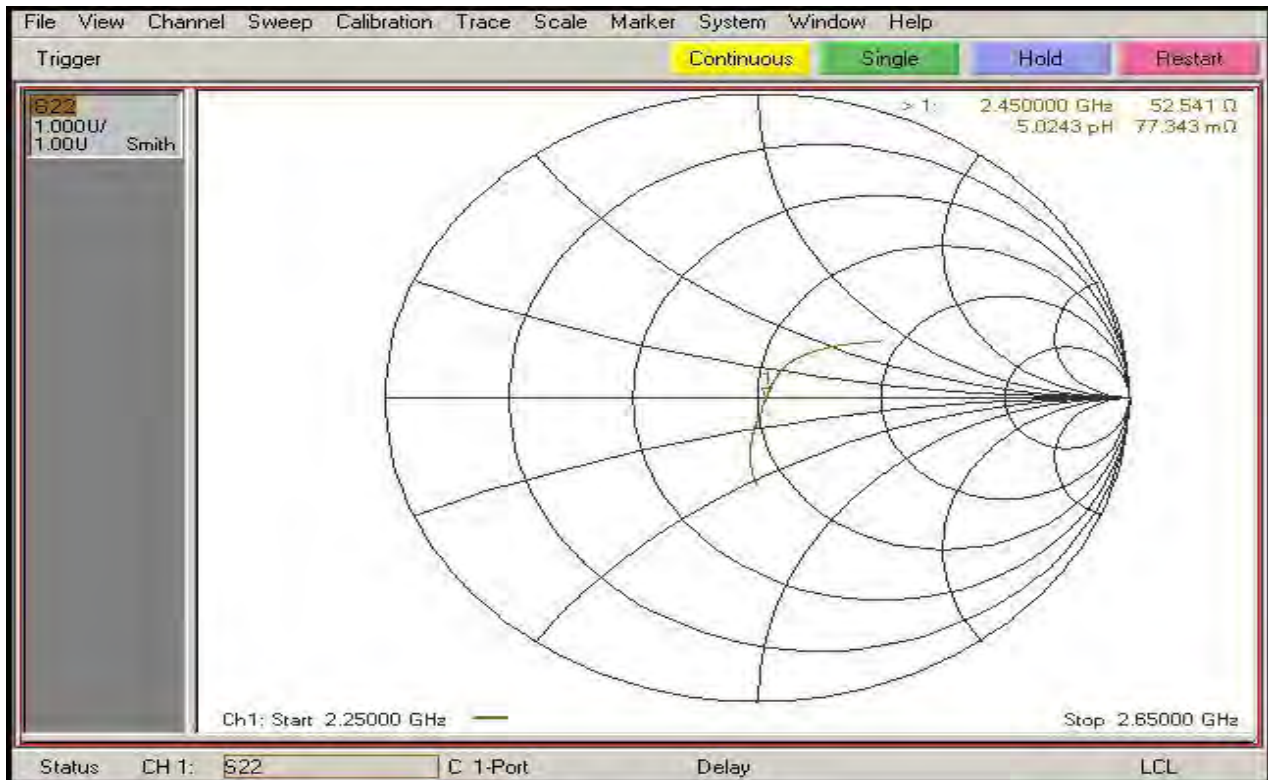 File View Channel Sweep Calibration Trace Scale Marker System Window Help
Trigger Continuous Single Hold Restart
S22
1.000U/
1.00U Smith
> 1: 2.450000 GHz 52.541 Ω
5.0243 pH 77.343 mΩ
1
Ch1: Start 2.25000 GHz Stop 2.65000 GHz
Status CH 1: S22 C 1-Port Delay LCL